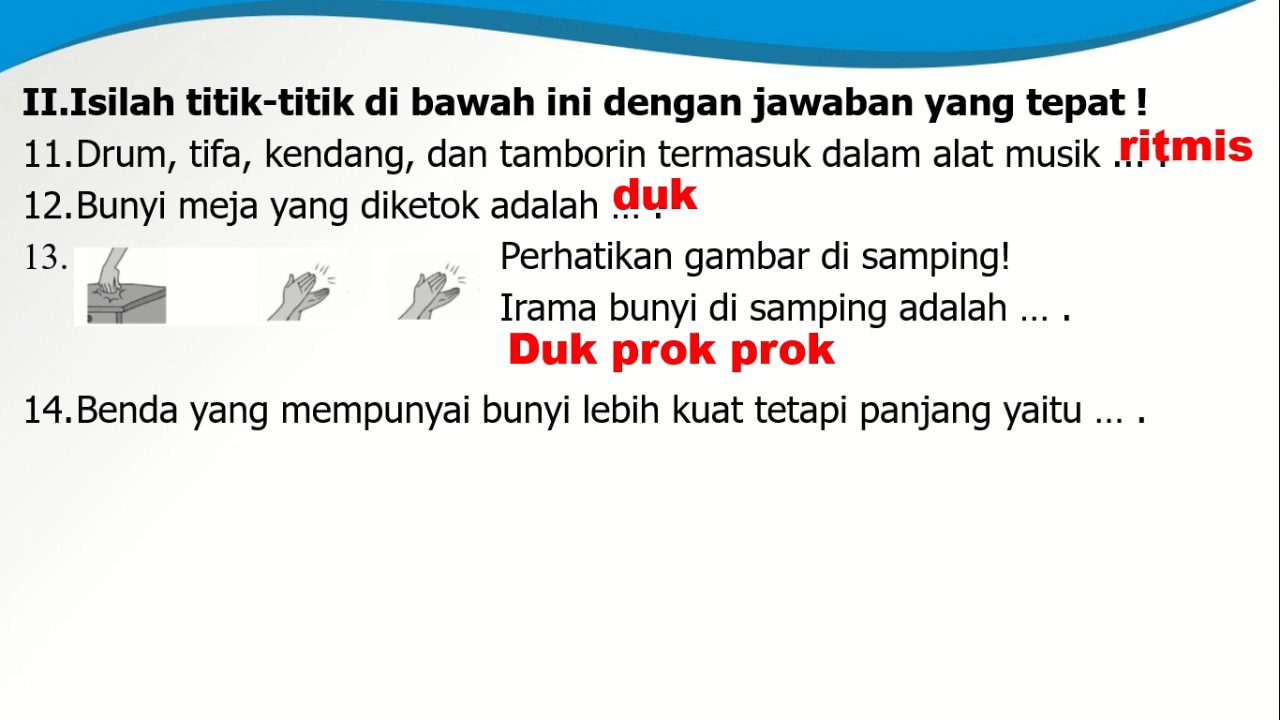 II.Isilah titik-titik di bawah ini dengan jawaban yang tepat !
11.Drum, tifa, kendang, dan tamborin termasuk dalam alat musik ... . ritmis
12.Bunyi meja yang diketok adalah ... . duk
13. Perhatikan gambar di samping!
Irama bunyi di samping adalah ... .
Duk prok prok
14.Benda yang mempunyai bunyi lebih kuat tetapi panjang yaitu ... .